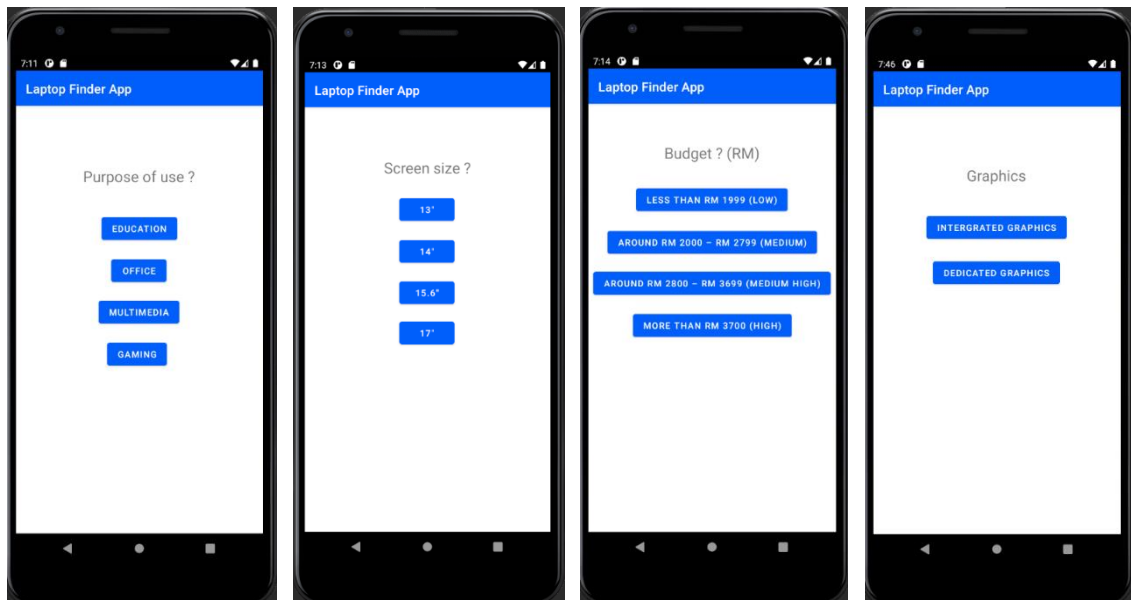 7:11
Laptop Finder App
Purpose of use ?
EDUCATION
OFFICE
MULTIMEDIA
GAMING
7:13
Laptop Finder App
Screen size ?
13"
14"
15.6"
17"
7:14
Laptop Finder App
Budget ? (RM)
LESS THAN RM 1999 (LOW)
AROUND RM 2000 – RM 2799 (MEDIUM)
AROUND RM 2800 – RM 3699 (MEDIUM HIGH)
MORE THAN RM 3700 (HIGH)
7:46
Laptop Finder App
Graphics
INTERGRATED GRAPHICS
DEDICATED GRAPHICS